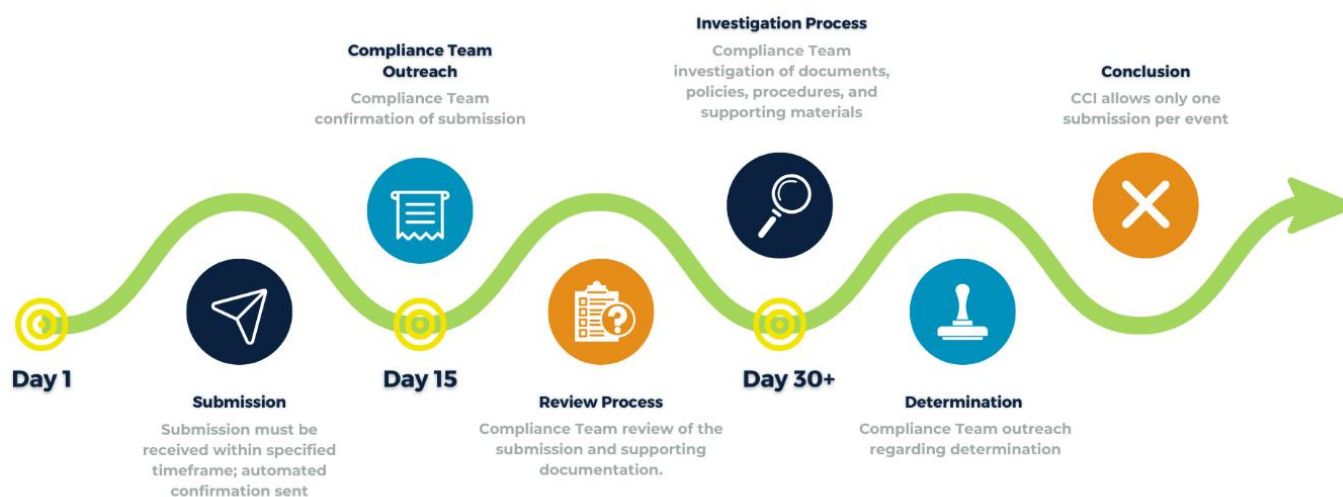 Investigation Process
Compliance Team
investigation of documents,
policies, procedures, and
supporting materials
Compliance Team
Outreach
Compliance Team
confirmation of submission
Conclusion
CCI allows only one
submission per event
Day 1
Day 15
Day 30+
Submission
Submission must be
received within specified
timeframe; automated
confirmation sent
Review Process
Compliance Team review of the
submission and supporting
documentation.
Determination
Compliance Team outreach
regarding determination